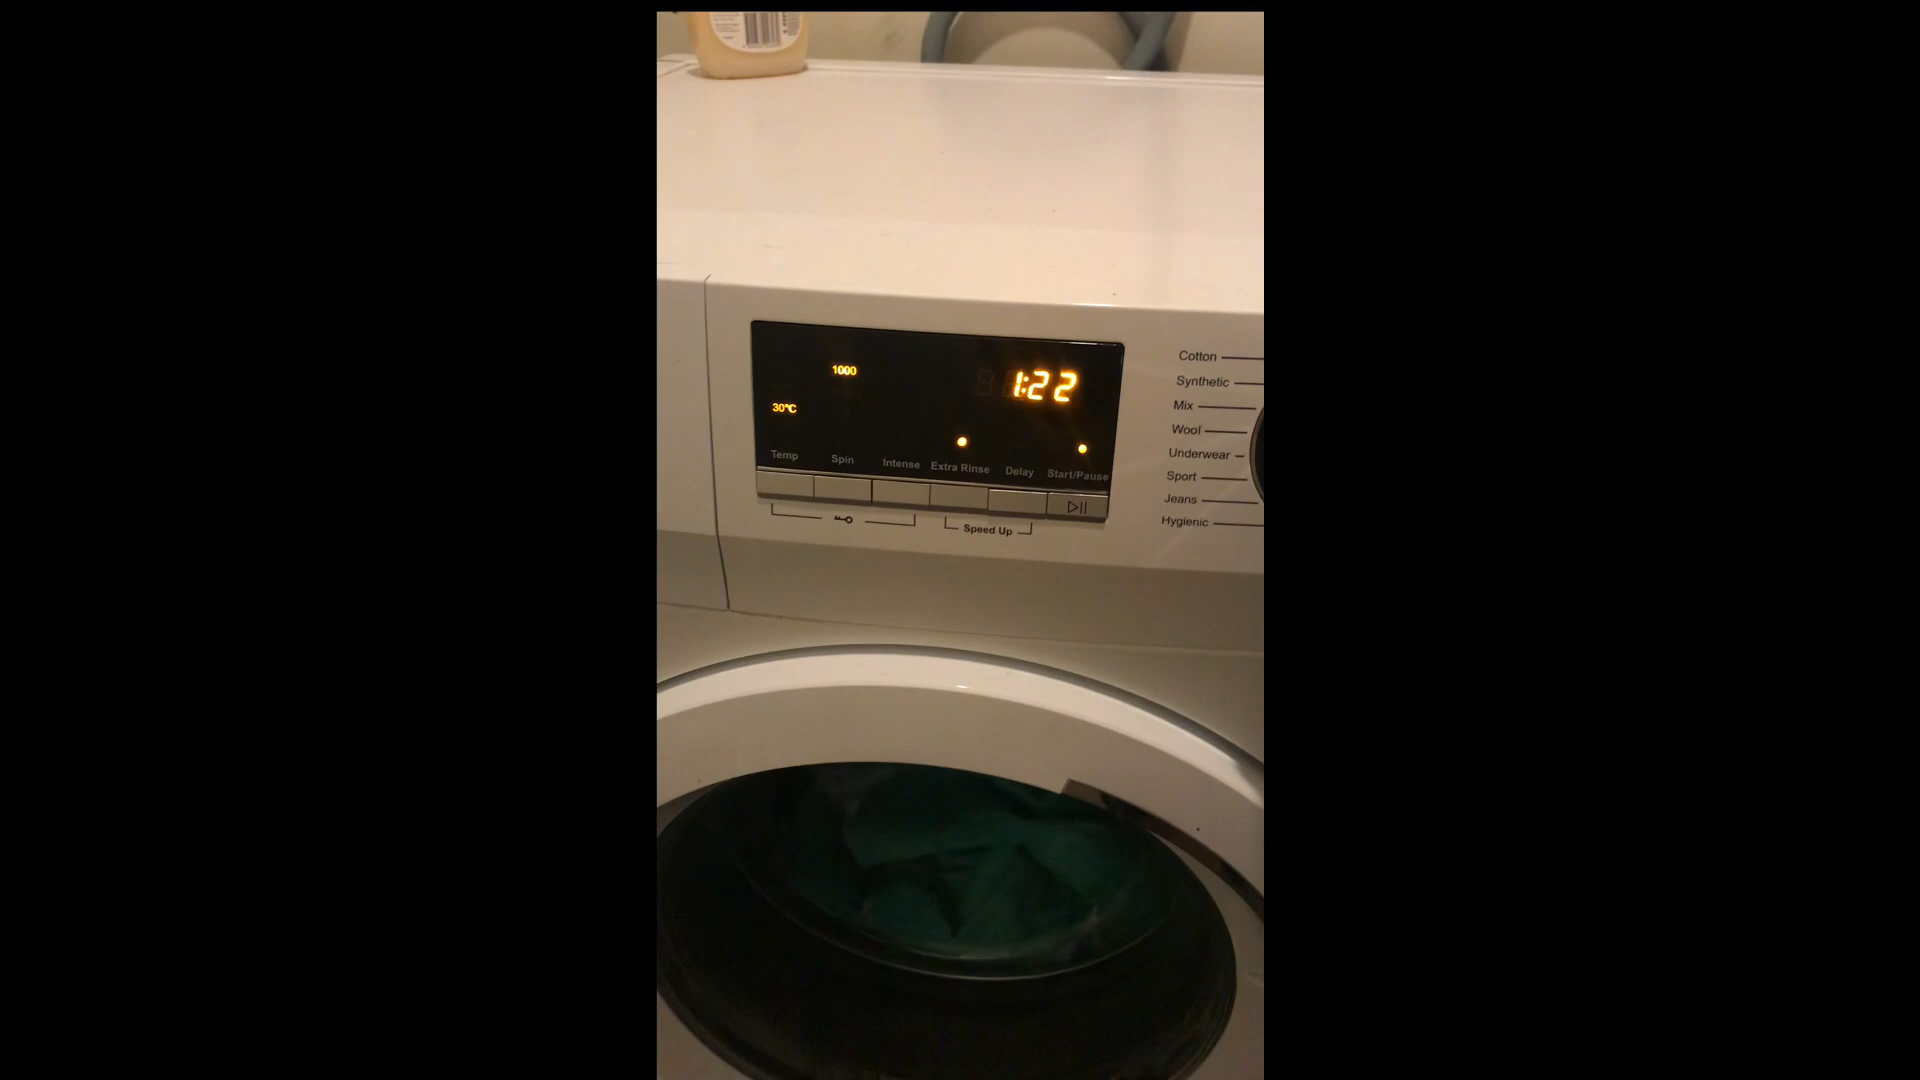 1000
1:22
30°C
Temp
Spin
Intense
Extra Rinse
Delay
Start/Pause
Speed Up
Cotton
Synthetic
Mix
Wool
Underwear
Sport
Jeans
Hygienic